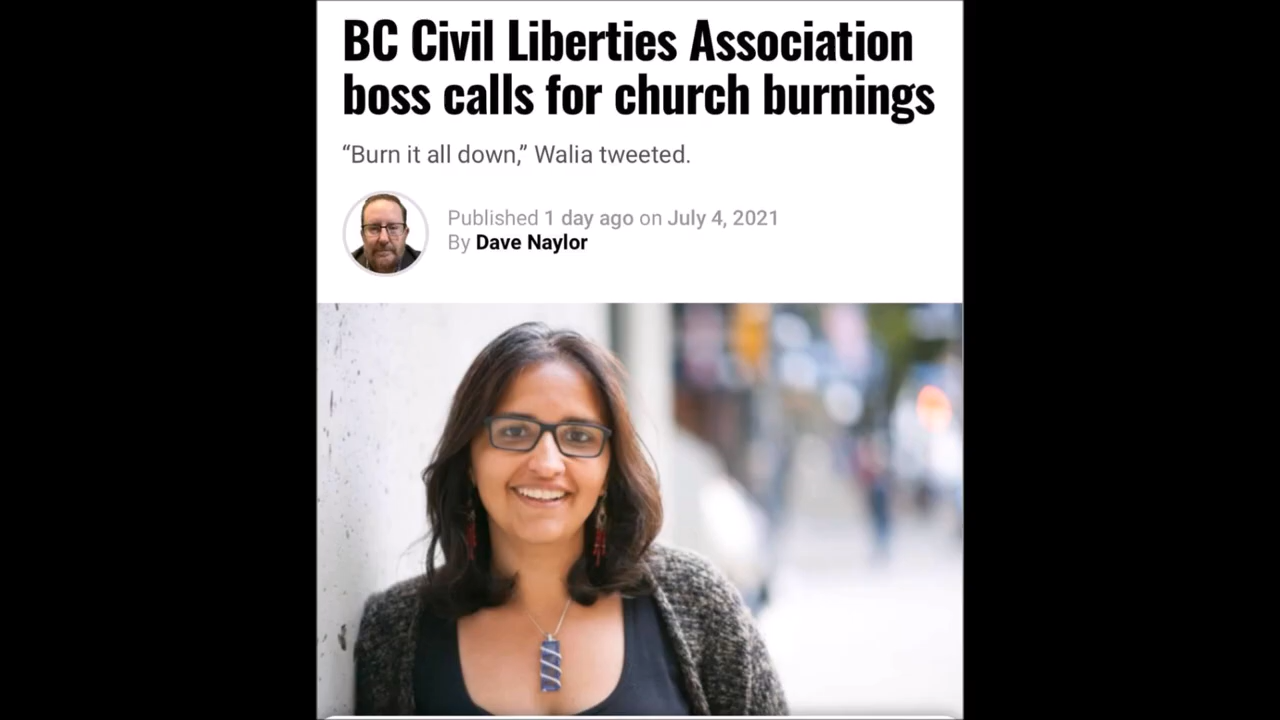 BC Civil Liberties Association
boss calls for church burnings
“Burn it all down,” Walia tweeted.
Published 1 day ago on July 4, 2021
By Dave Naylor